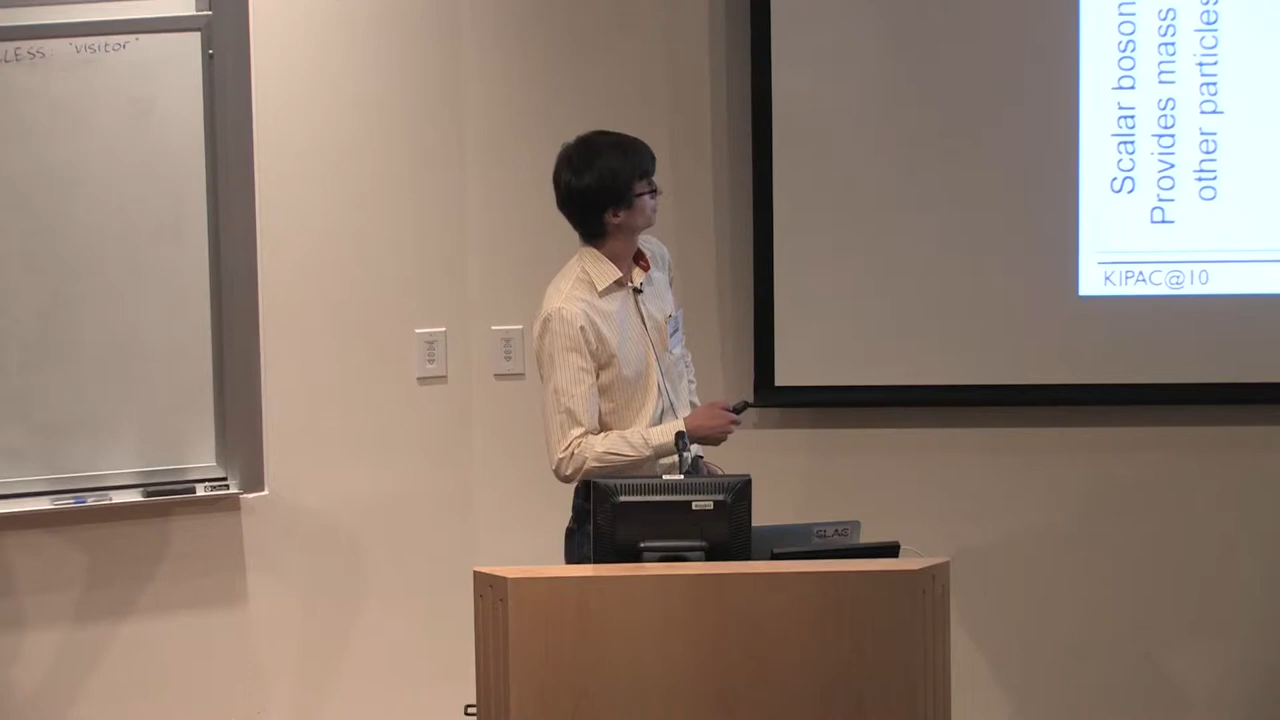 LESS: "visitor"
Scalar boson
Provides mass
other particles
KIPAC@10
SLAC